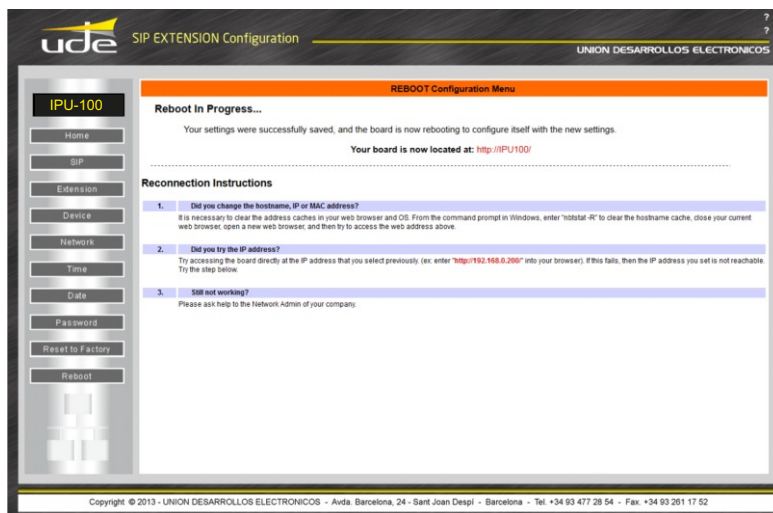 ?
ude SIP EXTENSION Configuration
?
UNION DESARROLLOS ELECTRONICOS
IPU-100
Home
SIP
Extension
Device
Network
Time
Date
Password
Reset to Factory
Reboot
REBOOT Configuration Menu
Reboot In Progress...
Your settings were successfully saved, and the board is now rebooting to configure itself with the new settings.
Your board is now located at: http://IPU100/
Reconnection Instructions
1. Did you change the hostname, IP or MAC address?
It is necessary to clear the address caches in your web browser and OS. From the command prompt in Windows, enter "nbtstat -R" to clear the hostname cache, close your current
web browser, open a new web browser, and then try to access the web address above.
2. Did you try the IP address?
Try accessing the board directly at the IP address that you select previously. (ex: enter "http://192.168.0.200/" into your browser). If this fails, then the IP address you set is not reachable.
Try the step below.
3. Still not working?
Please ask help to the Network Admin of your company.
Copyright © 2013 - UNION DESARROLLOS ELECTRONICOS - Avda. Barcelona, 24 - Sant Joan Despí - Barcelona - Tel. +34 93 477 28 54 - Fax. +34 93 261 17 52